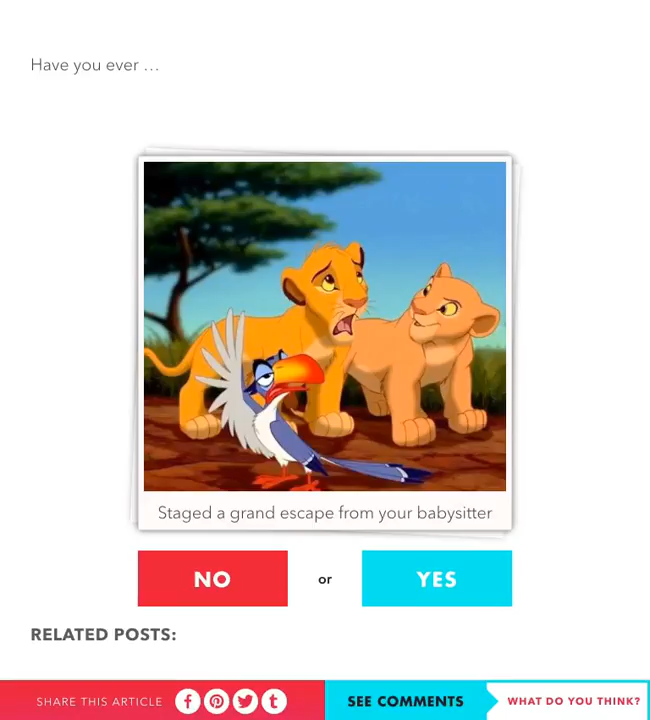 Have you ever ...
Staged a grand escape from your babysitter
NO
or
YES
RELATED POSTS:
SHARE THIS ARTICLE
SEE COMMENTS
WHAT DO YOU THINK?